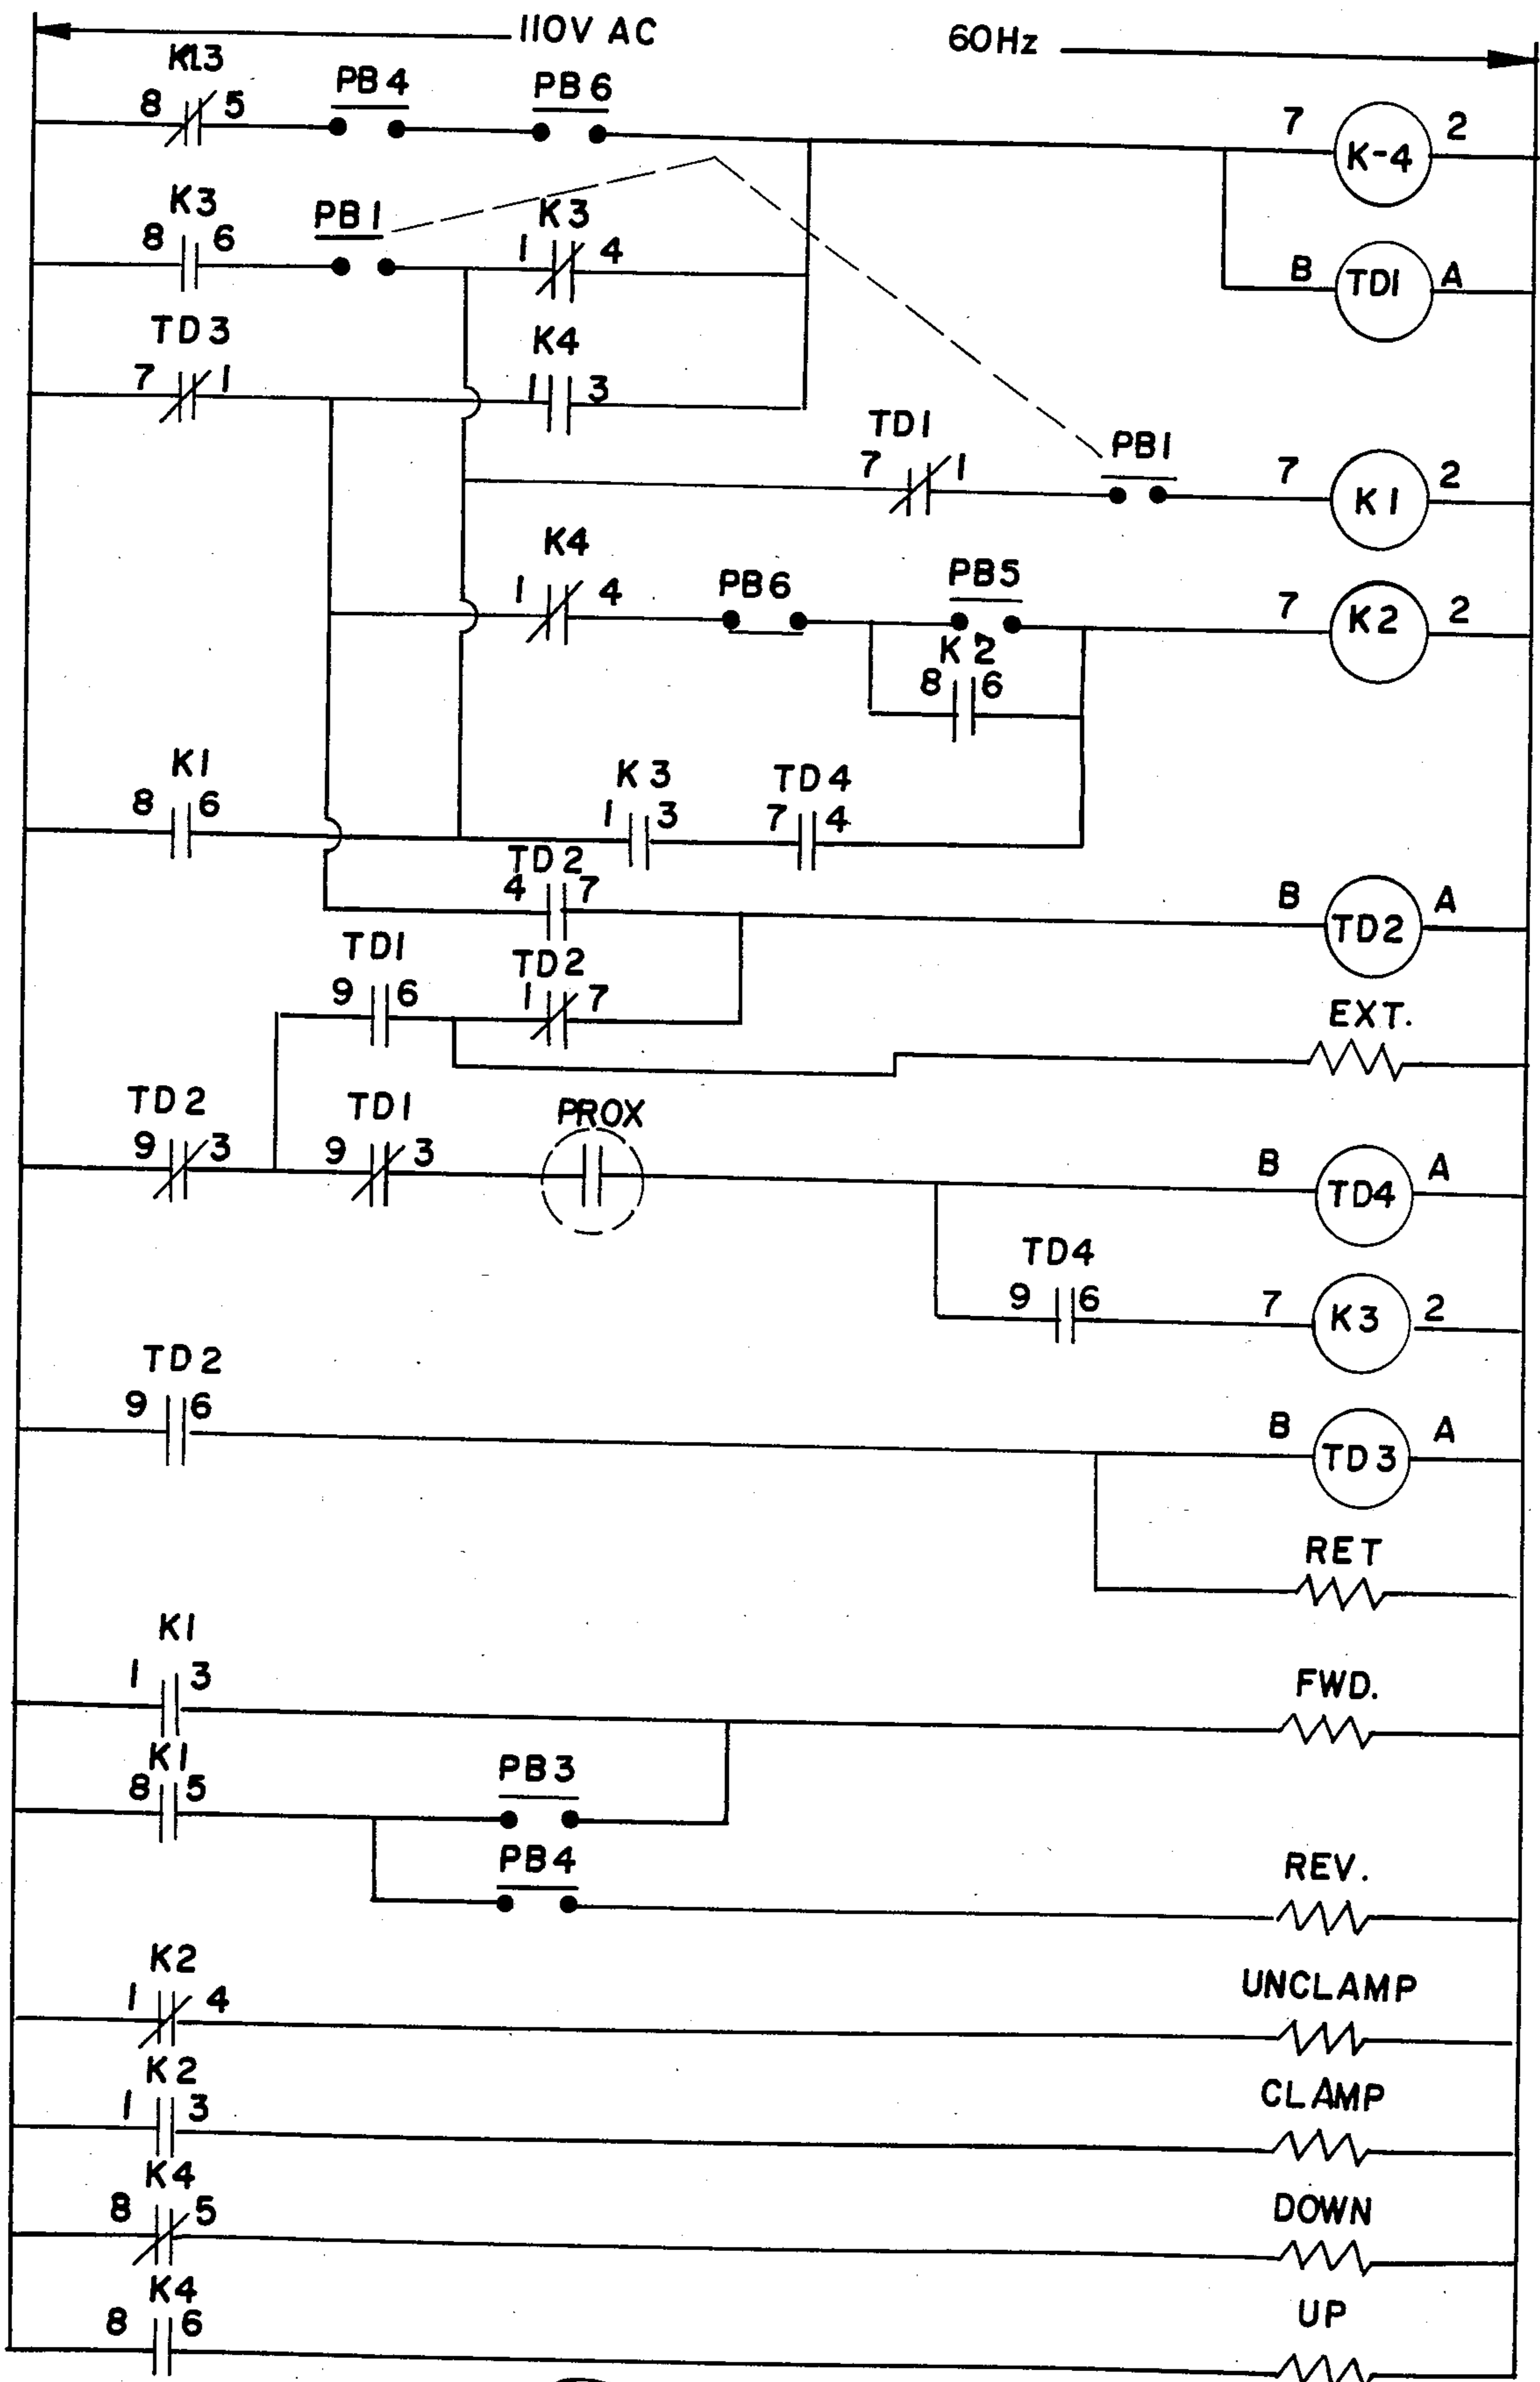 110V AC 60Hz
K13 PB4 PB6
8 5 7 K-4 2
K3 PB1 K3
8 6 1 4 B TD1 A
TD3 K4
7 1 1 3
TD1 PB1
7 1 7 K1 2
K4 PB6 PB5
1 4 7 K2 2
K2
8 6
K1 K3 TD4
8 6 1 3 7 4
TD2
4 7 B TD2 A
TD1 TD2
9 6 1 7 EXT.
TD2 TD1 PROX
9 3 9 3 B TD4 A
TD4
9 6 7 K3 2
TD2
9 6 B TD3 A
RET
K1
1 3 FWD.
K1 PB3
8 5
PB4 REV.
K2
1 4 UNCLAMP
K2
1 3 CLAMP
K4
8 5 DOWN
K4
8 6 UP